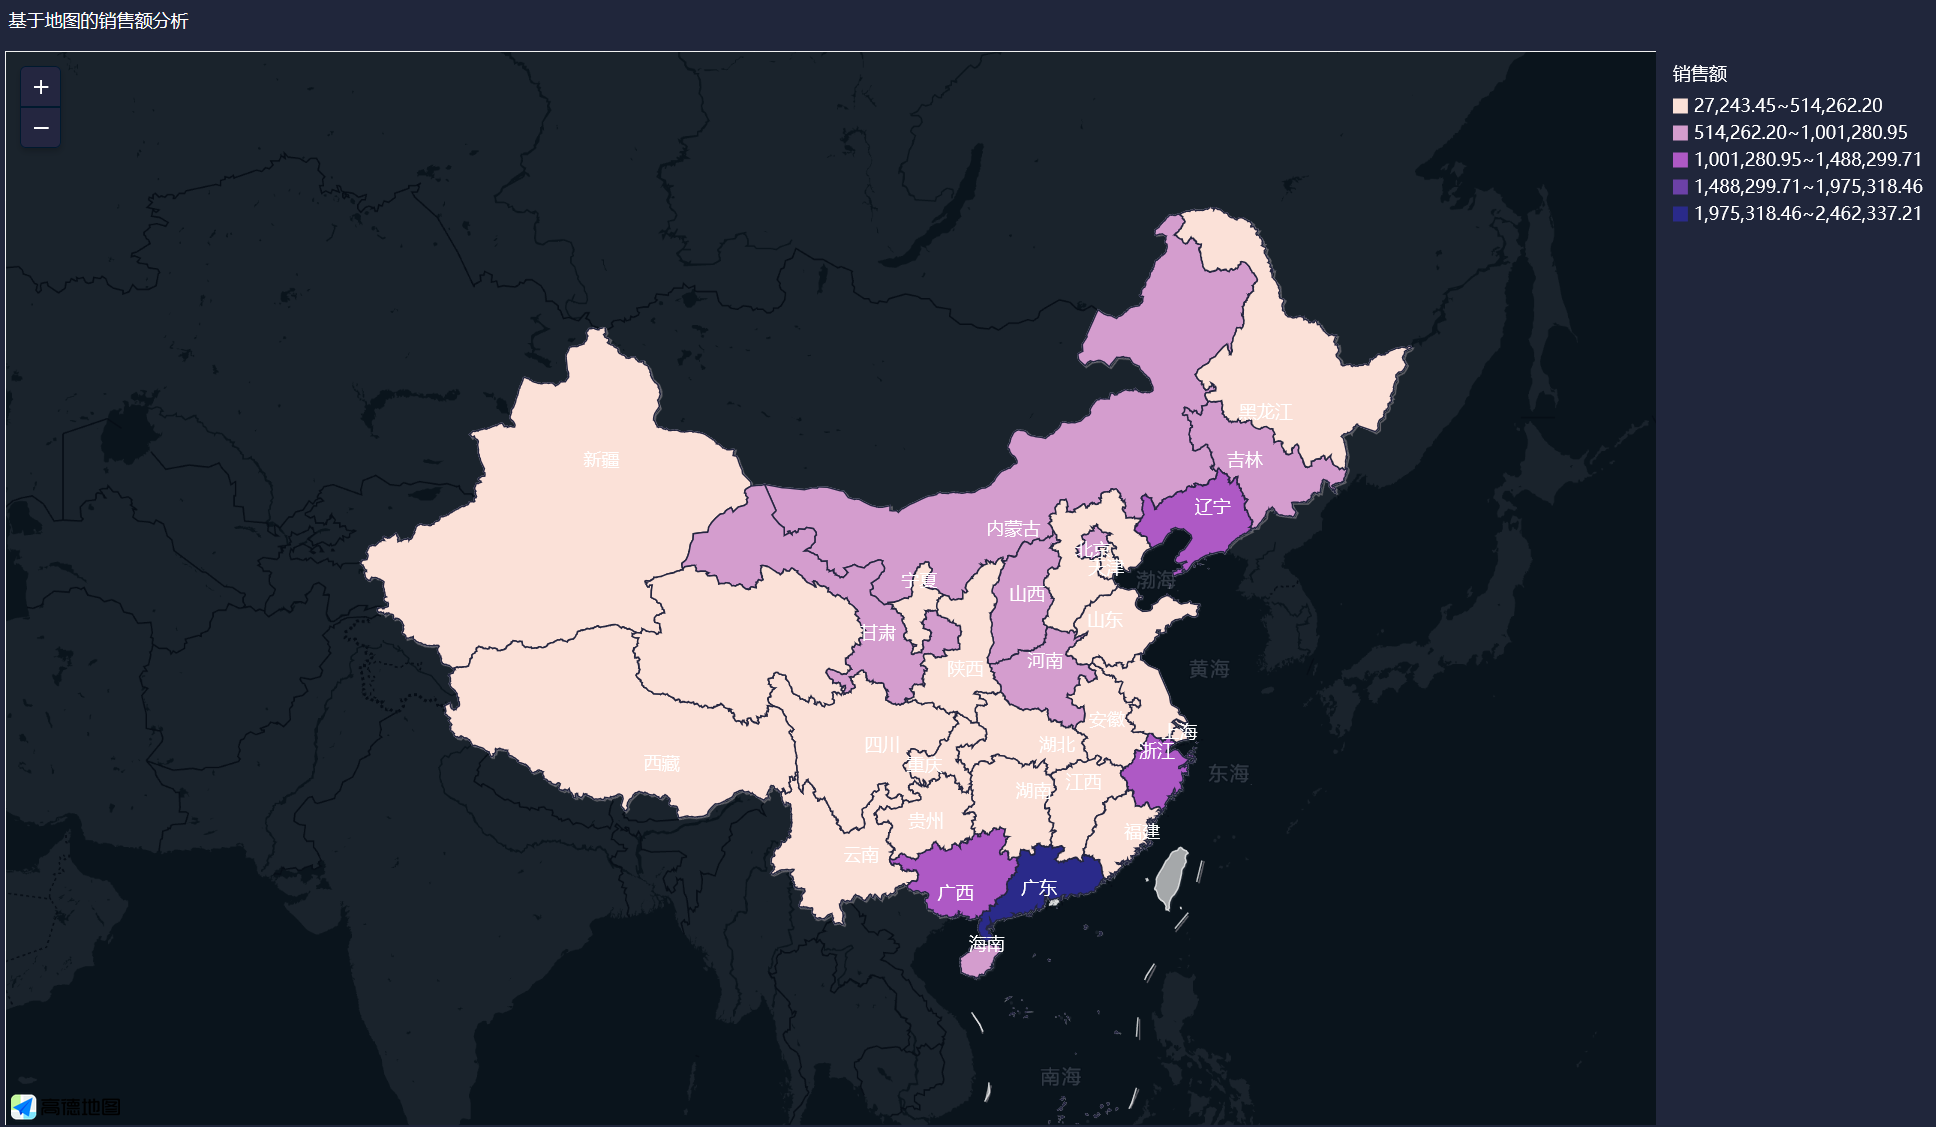 基于地图的销售额分析
+
−
销售额
27,243.45~514,262.20
514,262.20~1,001,280.95
1,001,280.95~1,488,299.71
1,488,299.71~1,975,318.46
1,975,318.46~2,462,337.21
黑龙江
新疆
吉林
辽宁
内蒙古
北京
天津
渤海
宁夏
山西
山东
甘肃
河南
陕西
黄海
安徽
上海
四川
湖北
浙江
西藏
重庆
东海
江西
湖南
贵州
福建
云南
广西
广东
海南
南海
高德地图